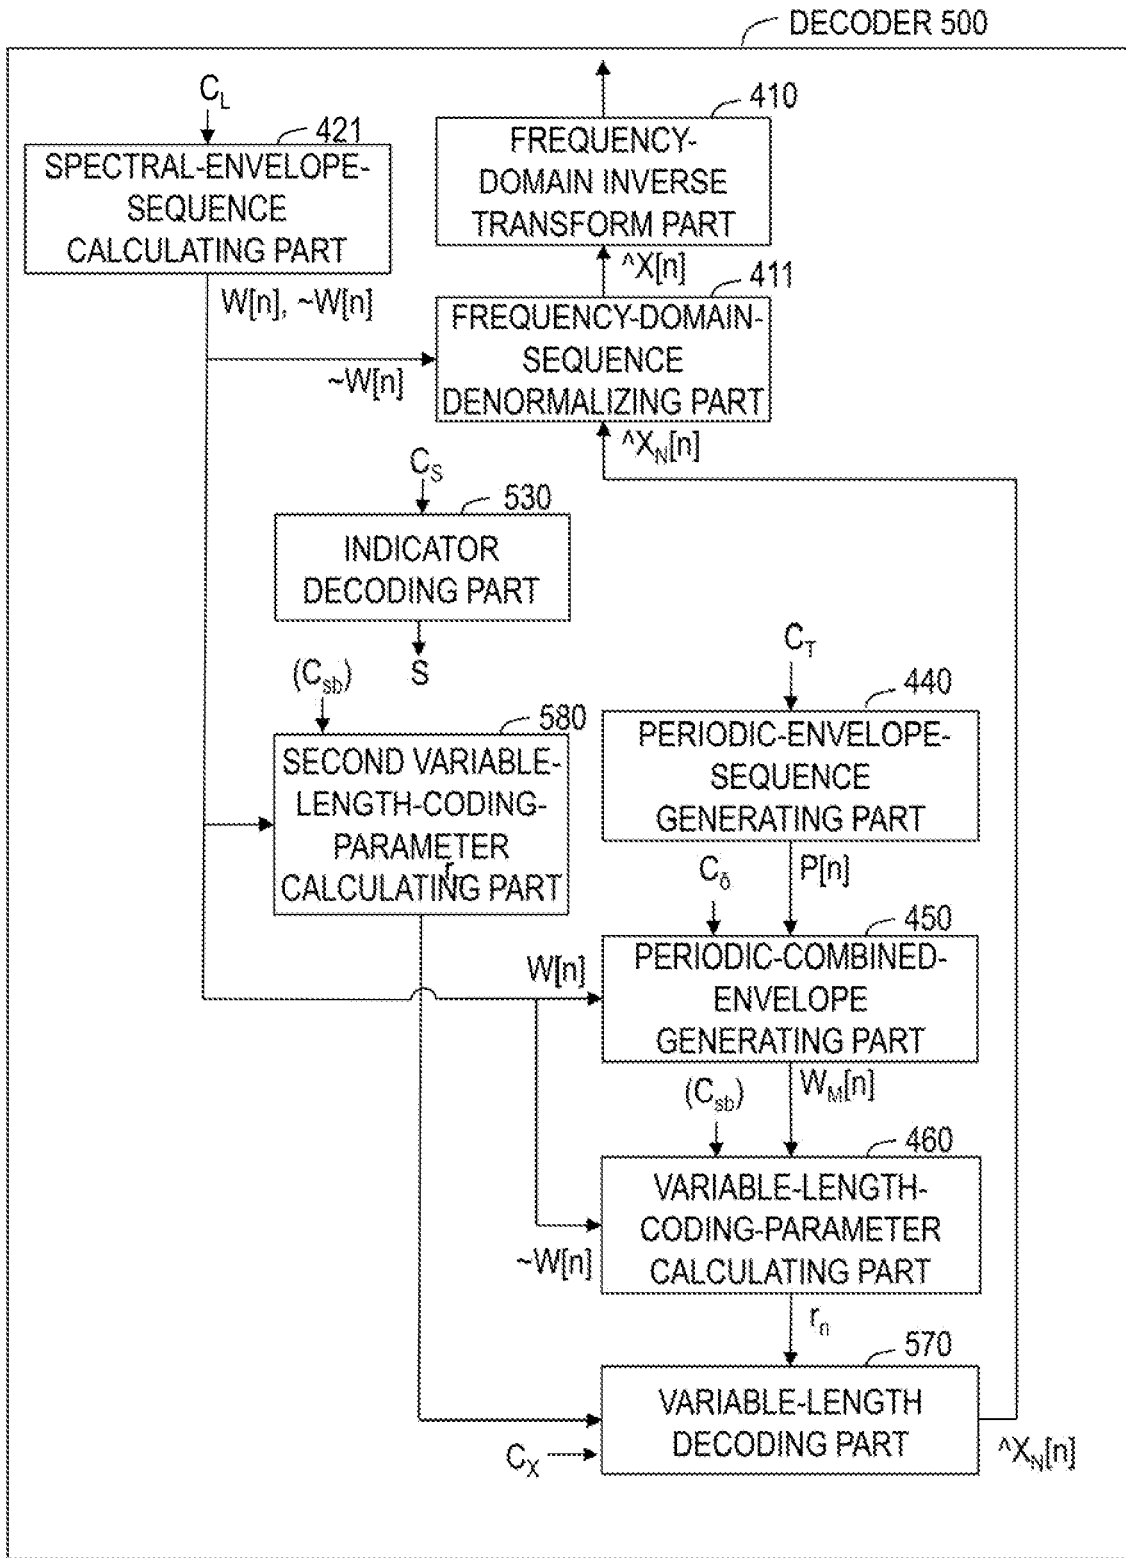 DECODER 500
C_L
421
SPECTRAL-ENVELOPE-
SEQUENCE
CALCULATING PART
W[n], ~W[n]
410
FREQUENCY-
DOMAIN INVERSE
TRANSFORM PART
^X[n]
411
FREQUENCY-DOMAIN-
SEQUENCE
DENORMALIZING PART
~W[n]
^X_N[n]
C_S
530
INDICATOR
DECODING PART
S
(C_sb)
580
SECOND VARIABLE-
LENGTH-CODING-
PARAMETER
CALCULATING PART
r_n
C_T
440
PERIODIC-ENVELOPE-
SEQUENCE
GENERATING PART
P[n]
C_δ
450
W[n]
PERIODIC-COMBINED-
ENVELOPE
GENERATING PART
W_M[n]
(C_sb)
460
VARIABLE-LENGTH-
CODING-PARAMETER
CALCULATING PART
~W[n]
r_n
570
VARIABLE-LENGTH
DECODING PART
C_X
^X_N[n]